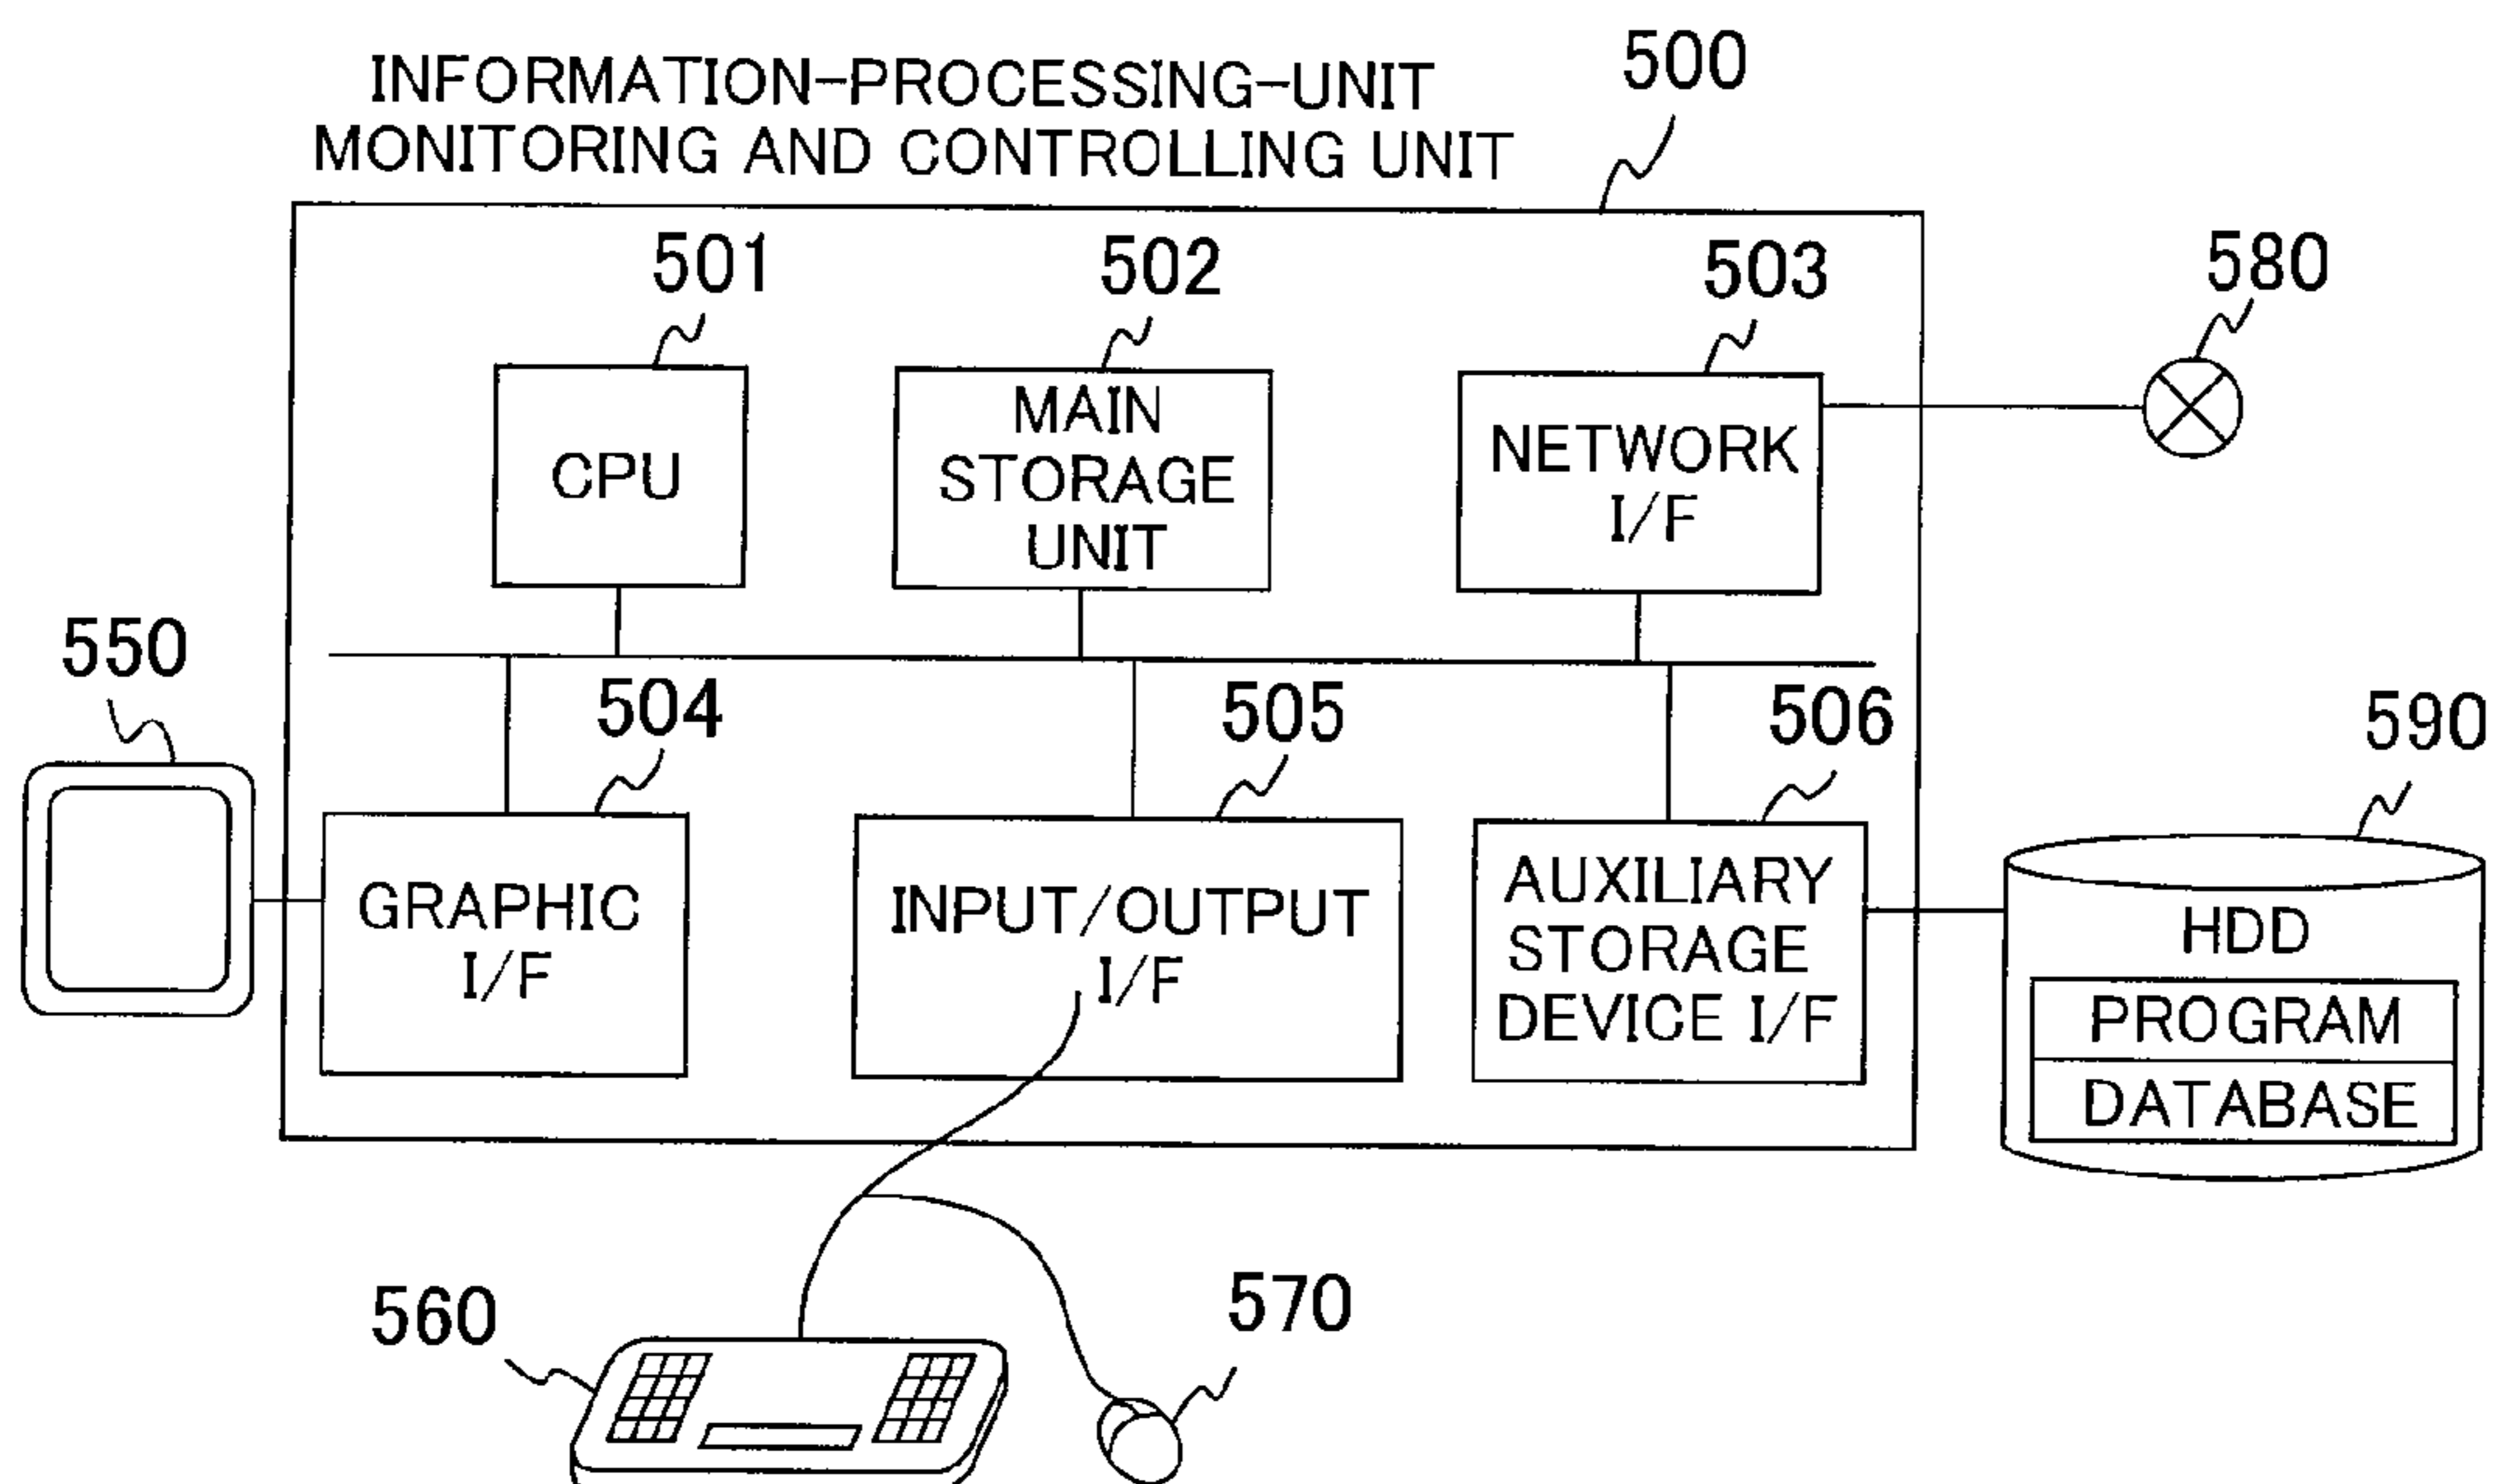 INFORMATION-PROCESSING-UNIT
MONITORING AND CONTROLLING UNIT
500
501
502
503
580
CPU
MAIN
STORAGE
UNIT
NETWORK
I/F
550
504
505
506
590
GRAPHIC
I/F
INPUT/OUTPUT
I/F
AUXILIARY
STORAGE
DEVICE I/F
HDD
PROGRAM
DATABASE
560
570